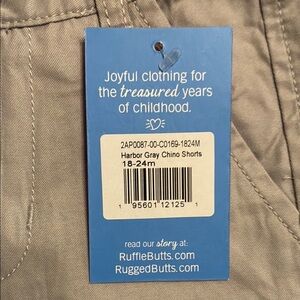 Joyful clothing for
the treasured years
of childhood.
2AP0087-00-C0169-1824M
Harbor Gray Chino Shorts
18-24m
1 95601 12125 1
read our story at:
RuffleButts.com
RuggedButts.com